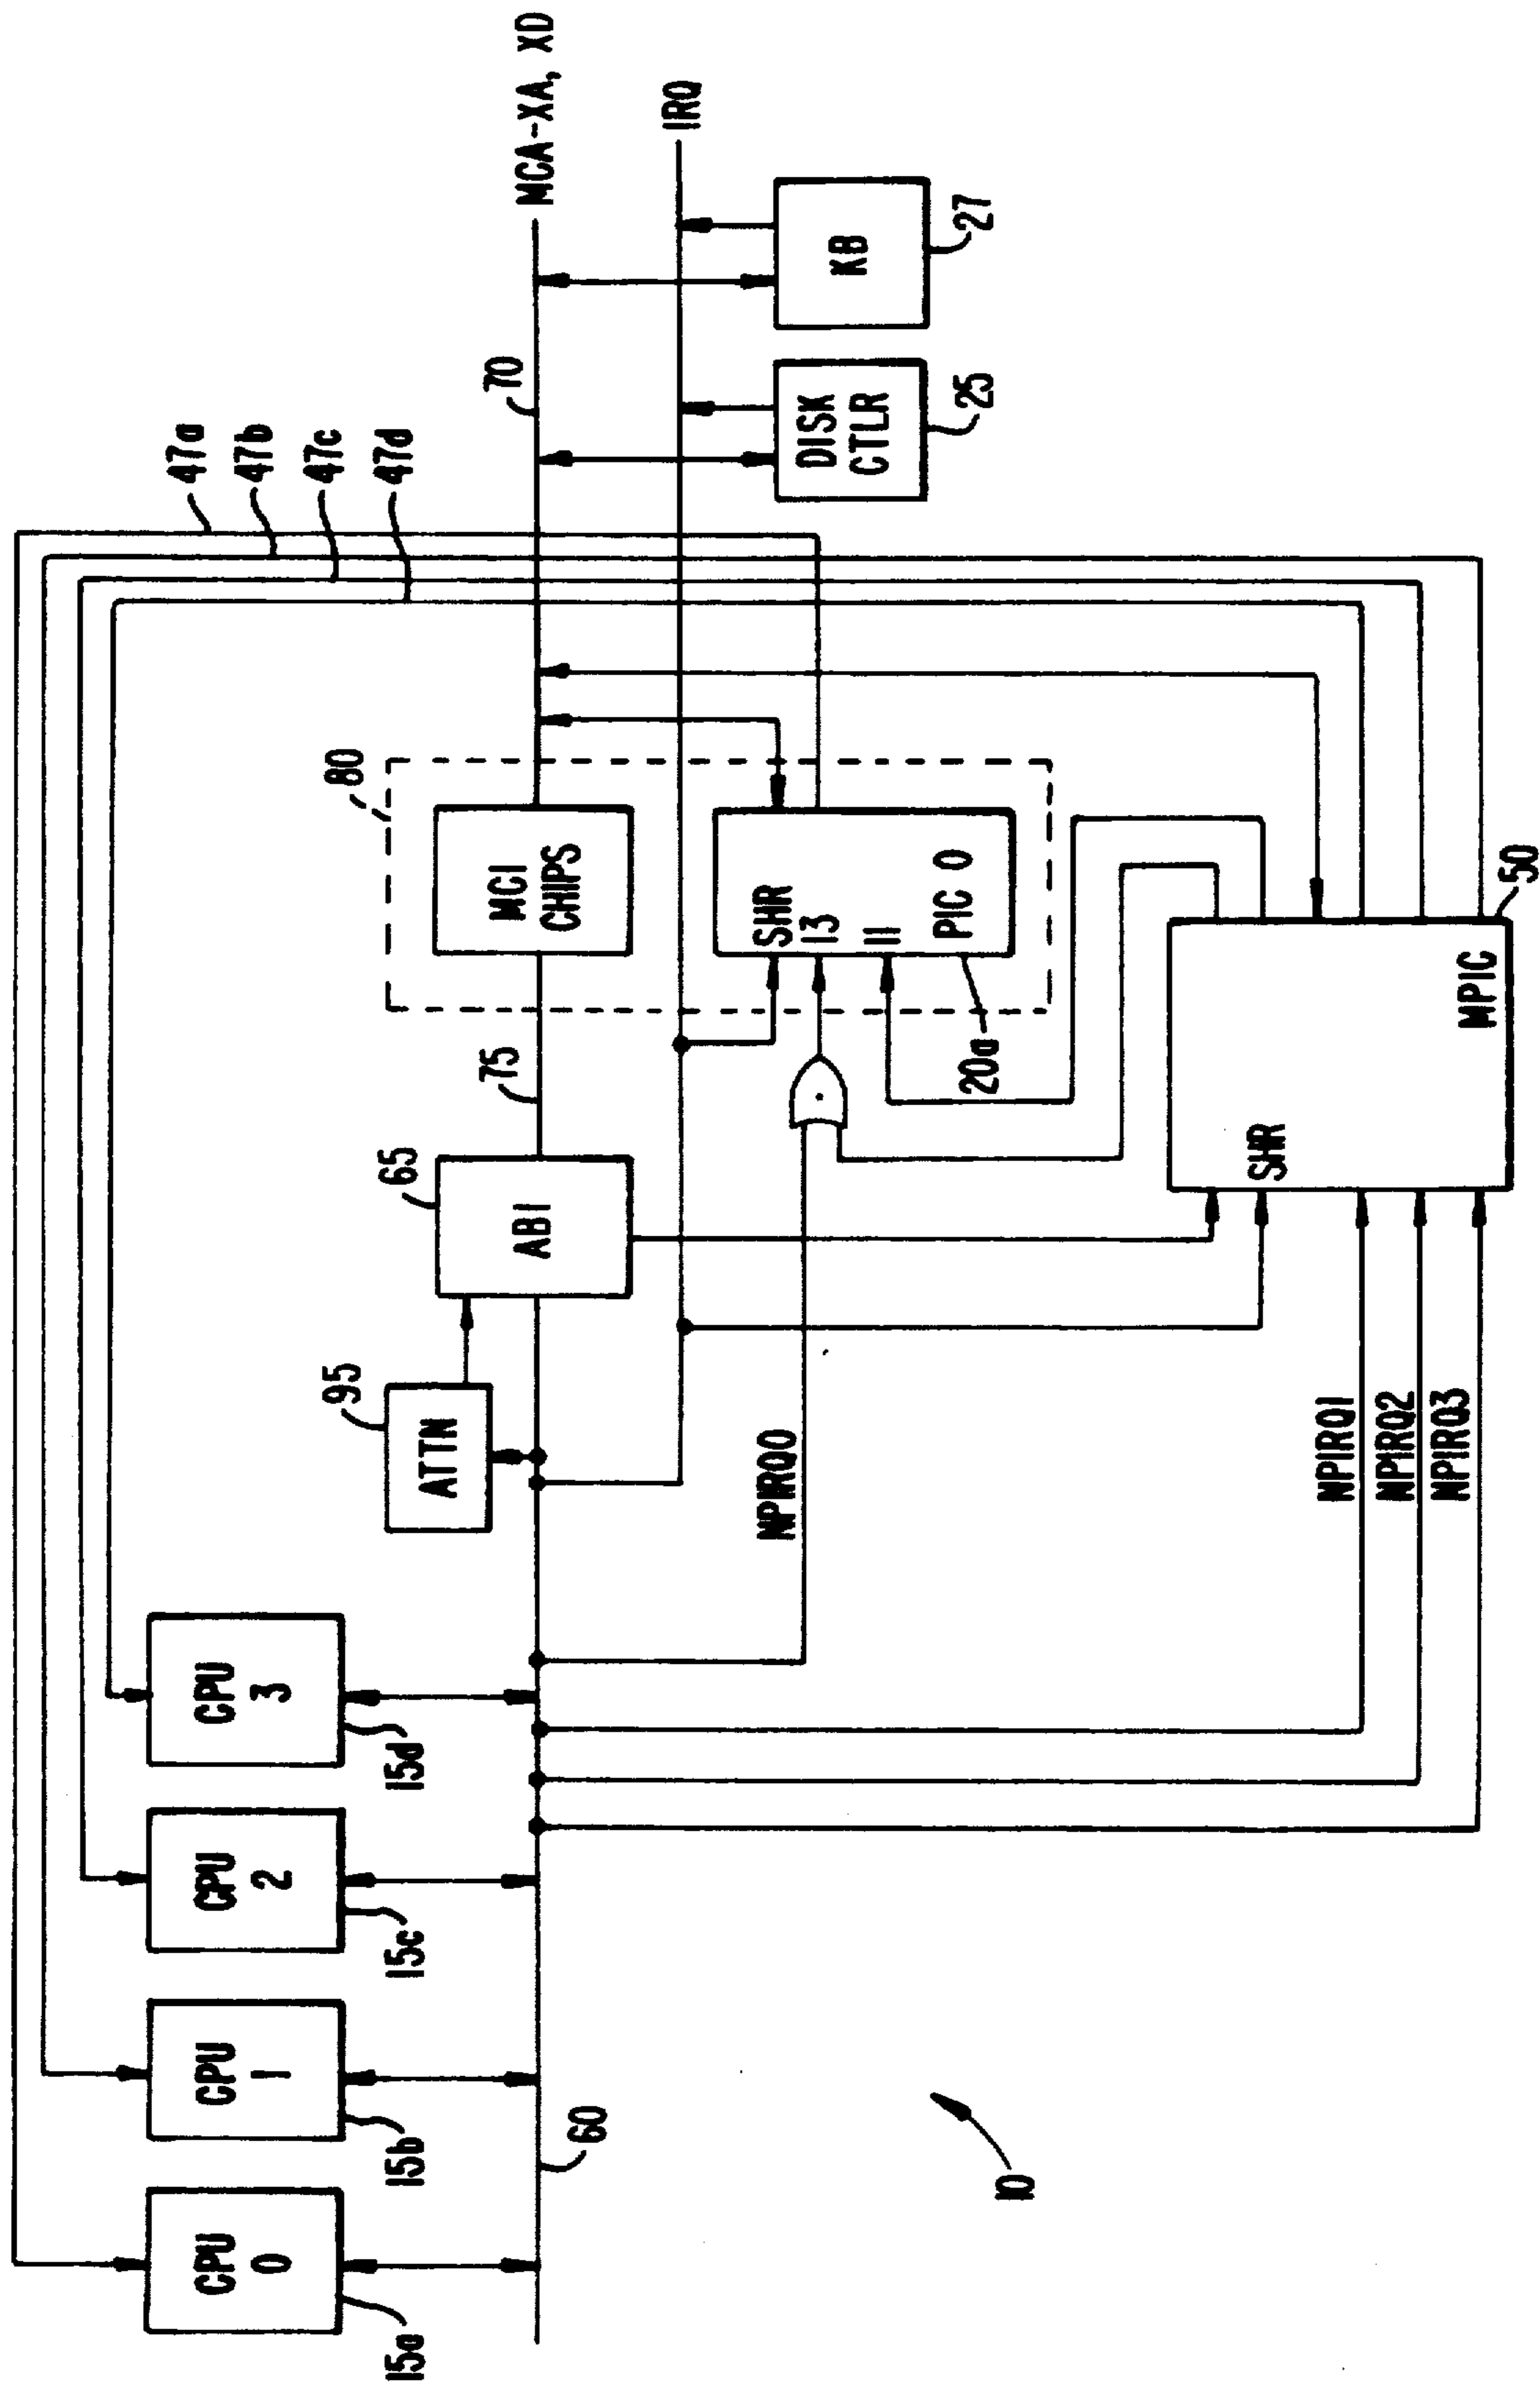 47a
47b
47c
47d
MCA-XA, XD
IRQ
CPU
0
15a
CPU
1
15b
CPU
2
15c
CPU
3
15d
60
ATTN
95
ABI
65
75
80
MCI
CHIPS
70
SHR
13
11
PIC 0
20a
DISK
CTLR
25
KB
27
NPIRQ0
NPIRQ1
NPIRQ2
NPIRQ3
SHR
MPIC
50
10